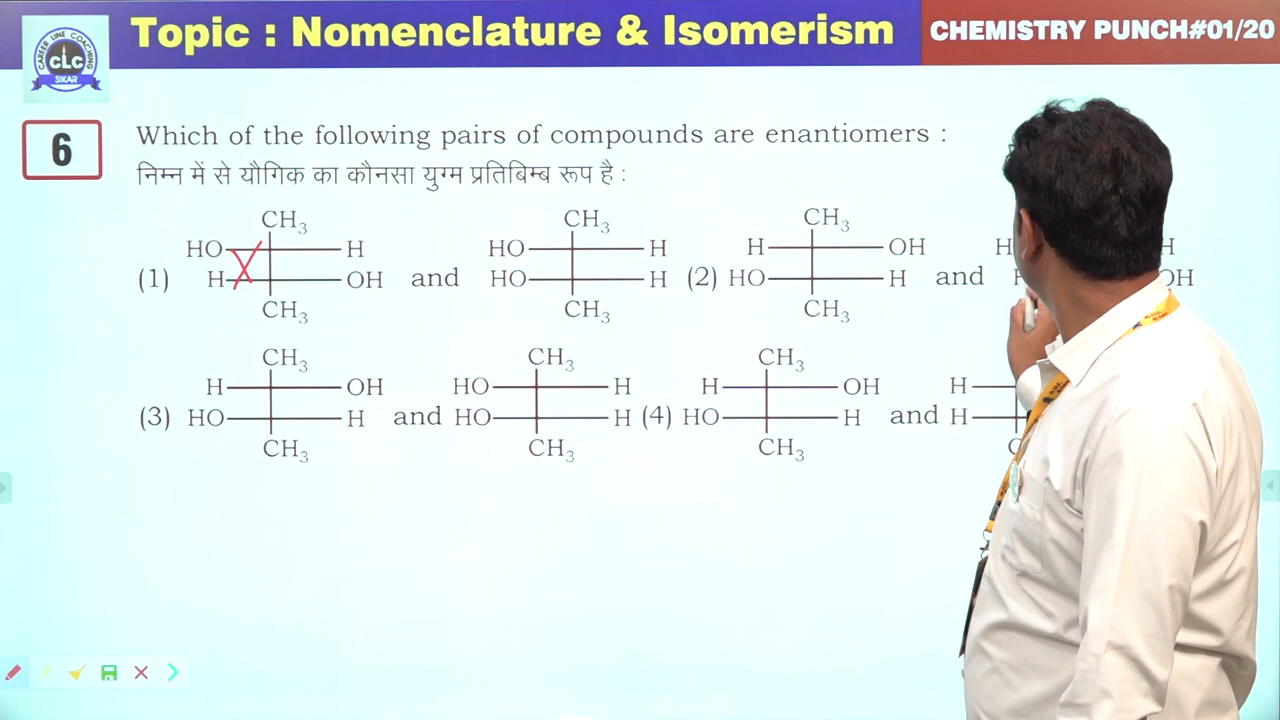 Topic : Nomenclature & Isomerism
CHEMISTRY PUNCH#01/20
CAREER LINE COACHING
CLC
SIKAR
6
Which of the following pairs of compounds are enantiomers :
निम्न में से यौगिक का कौनसा युग्म प्रतिबिम्ब रूप है :
CH₃ CH₃ CH₃
HO H HO H H OH H H
(1) H OH and HO H (2) HO H and H OH
CH₃ CH₃ CH₃
CH₃ CH₃ CH₃
H OH HO H H OH H
(3) HO H and HO H (4) HO H and H
CH₃ CH₃ CH₃ C